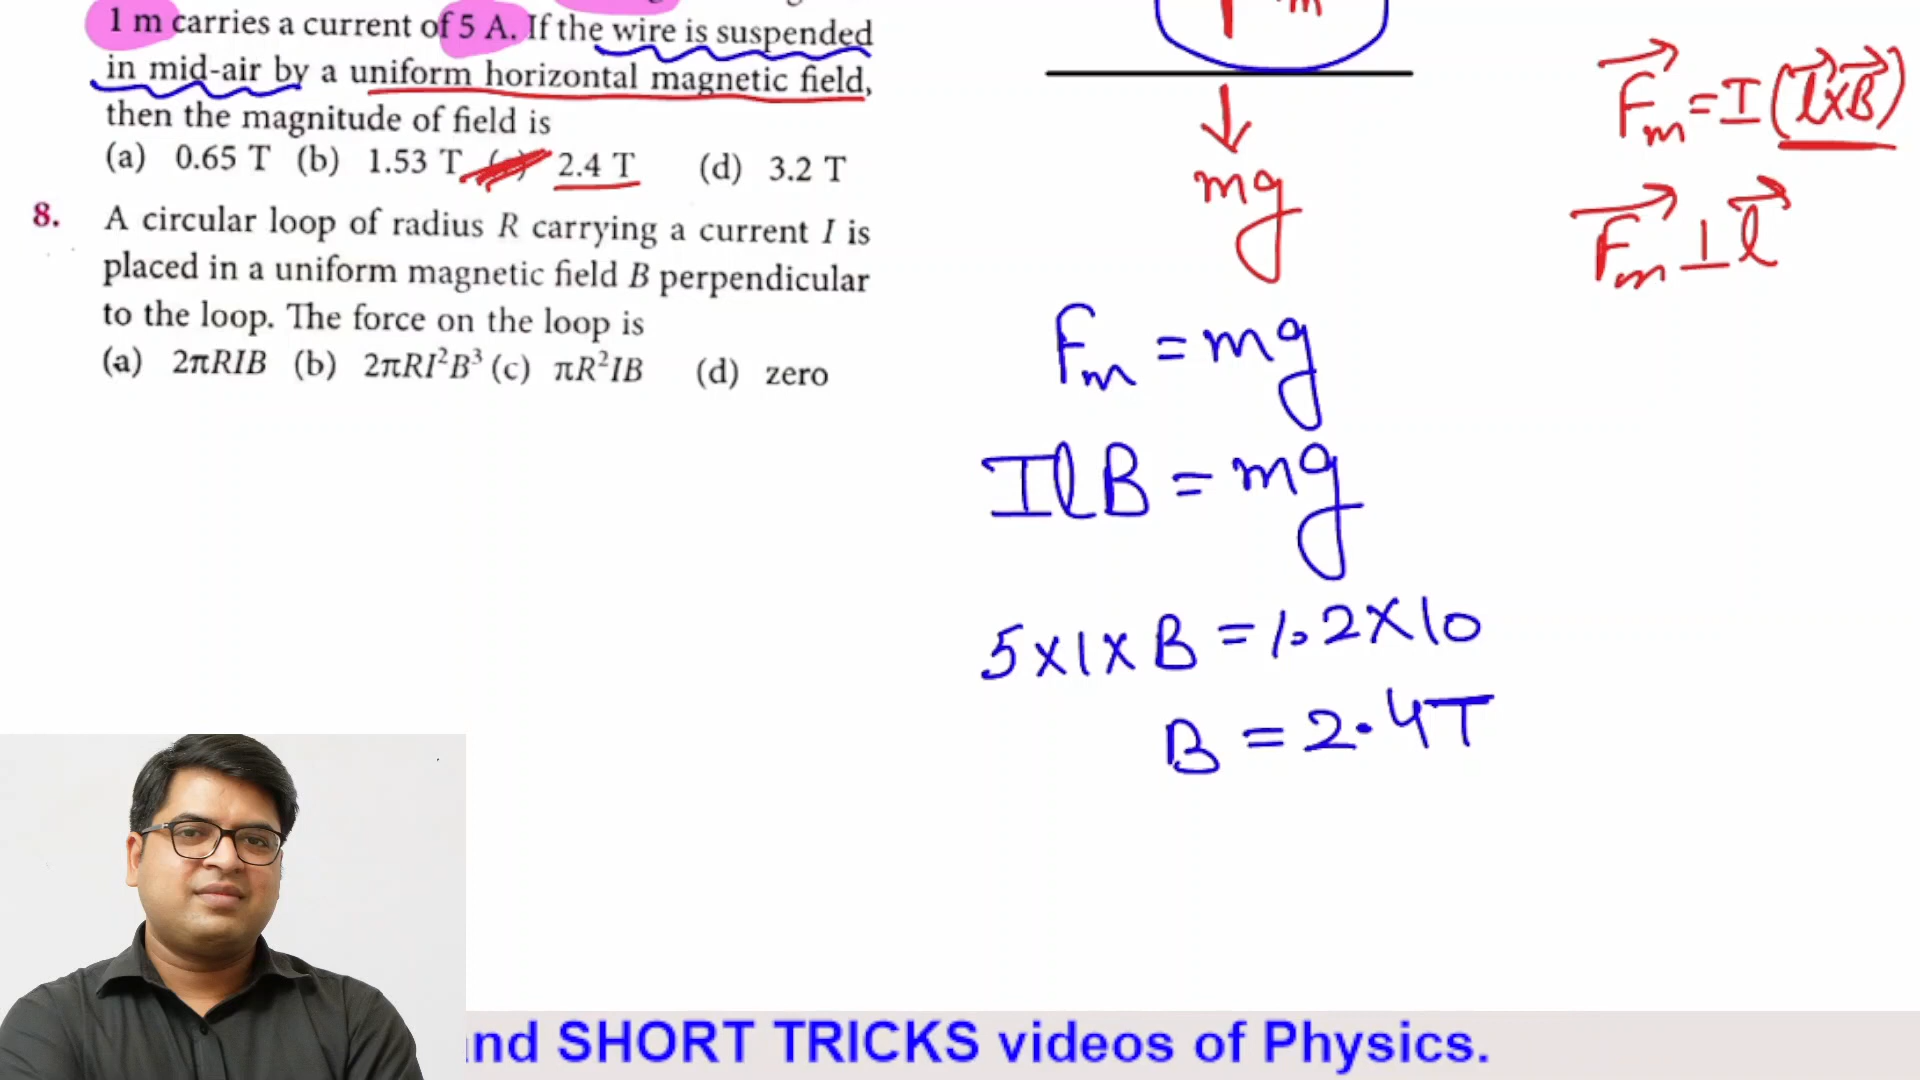 1 m carries a current of 5 A. If the wire is suspended
in mid-air by a uniform horizontal magnetic field,
then the magnitude of field is
(a) 0.65 T (b) 1.53 T 2.4 T (d) 3.2 T
8. A circular loop of radius R carrying a current I is
placed in a uniform magnetic field B perpendicular
to the loop. The force on the loop is
(a) 2πRIB (b) 2πRI²B³ (c) πR²IB (d) zero
m
mg
F⃗m = I (l⃗×B⃗)
F⃗m ⊥ l⃗
Fm = mg
IlB = mg
5×1×B = 1.2×10
B = 2.4T
and SHORT TRICKS videos of Physics.